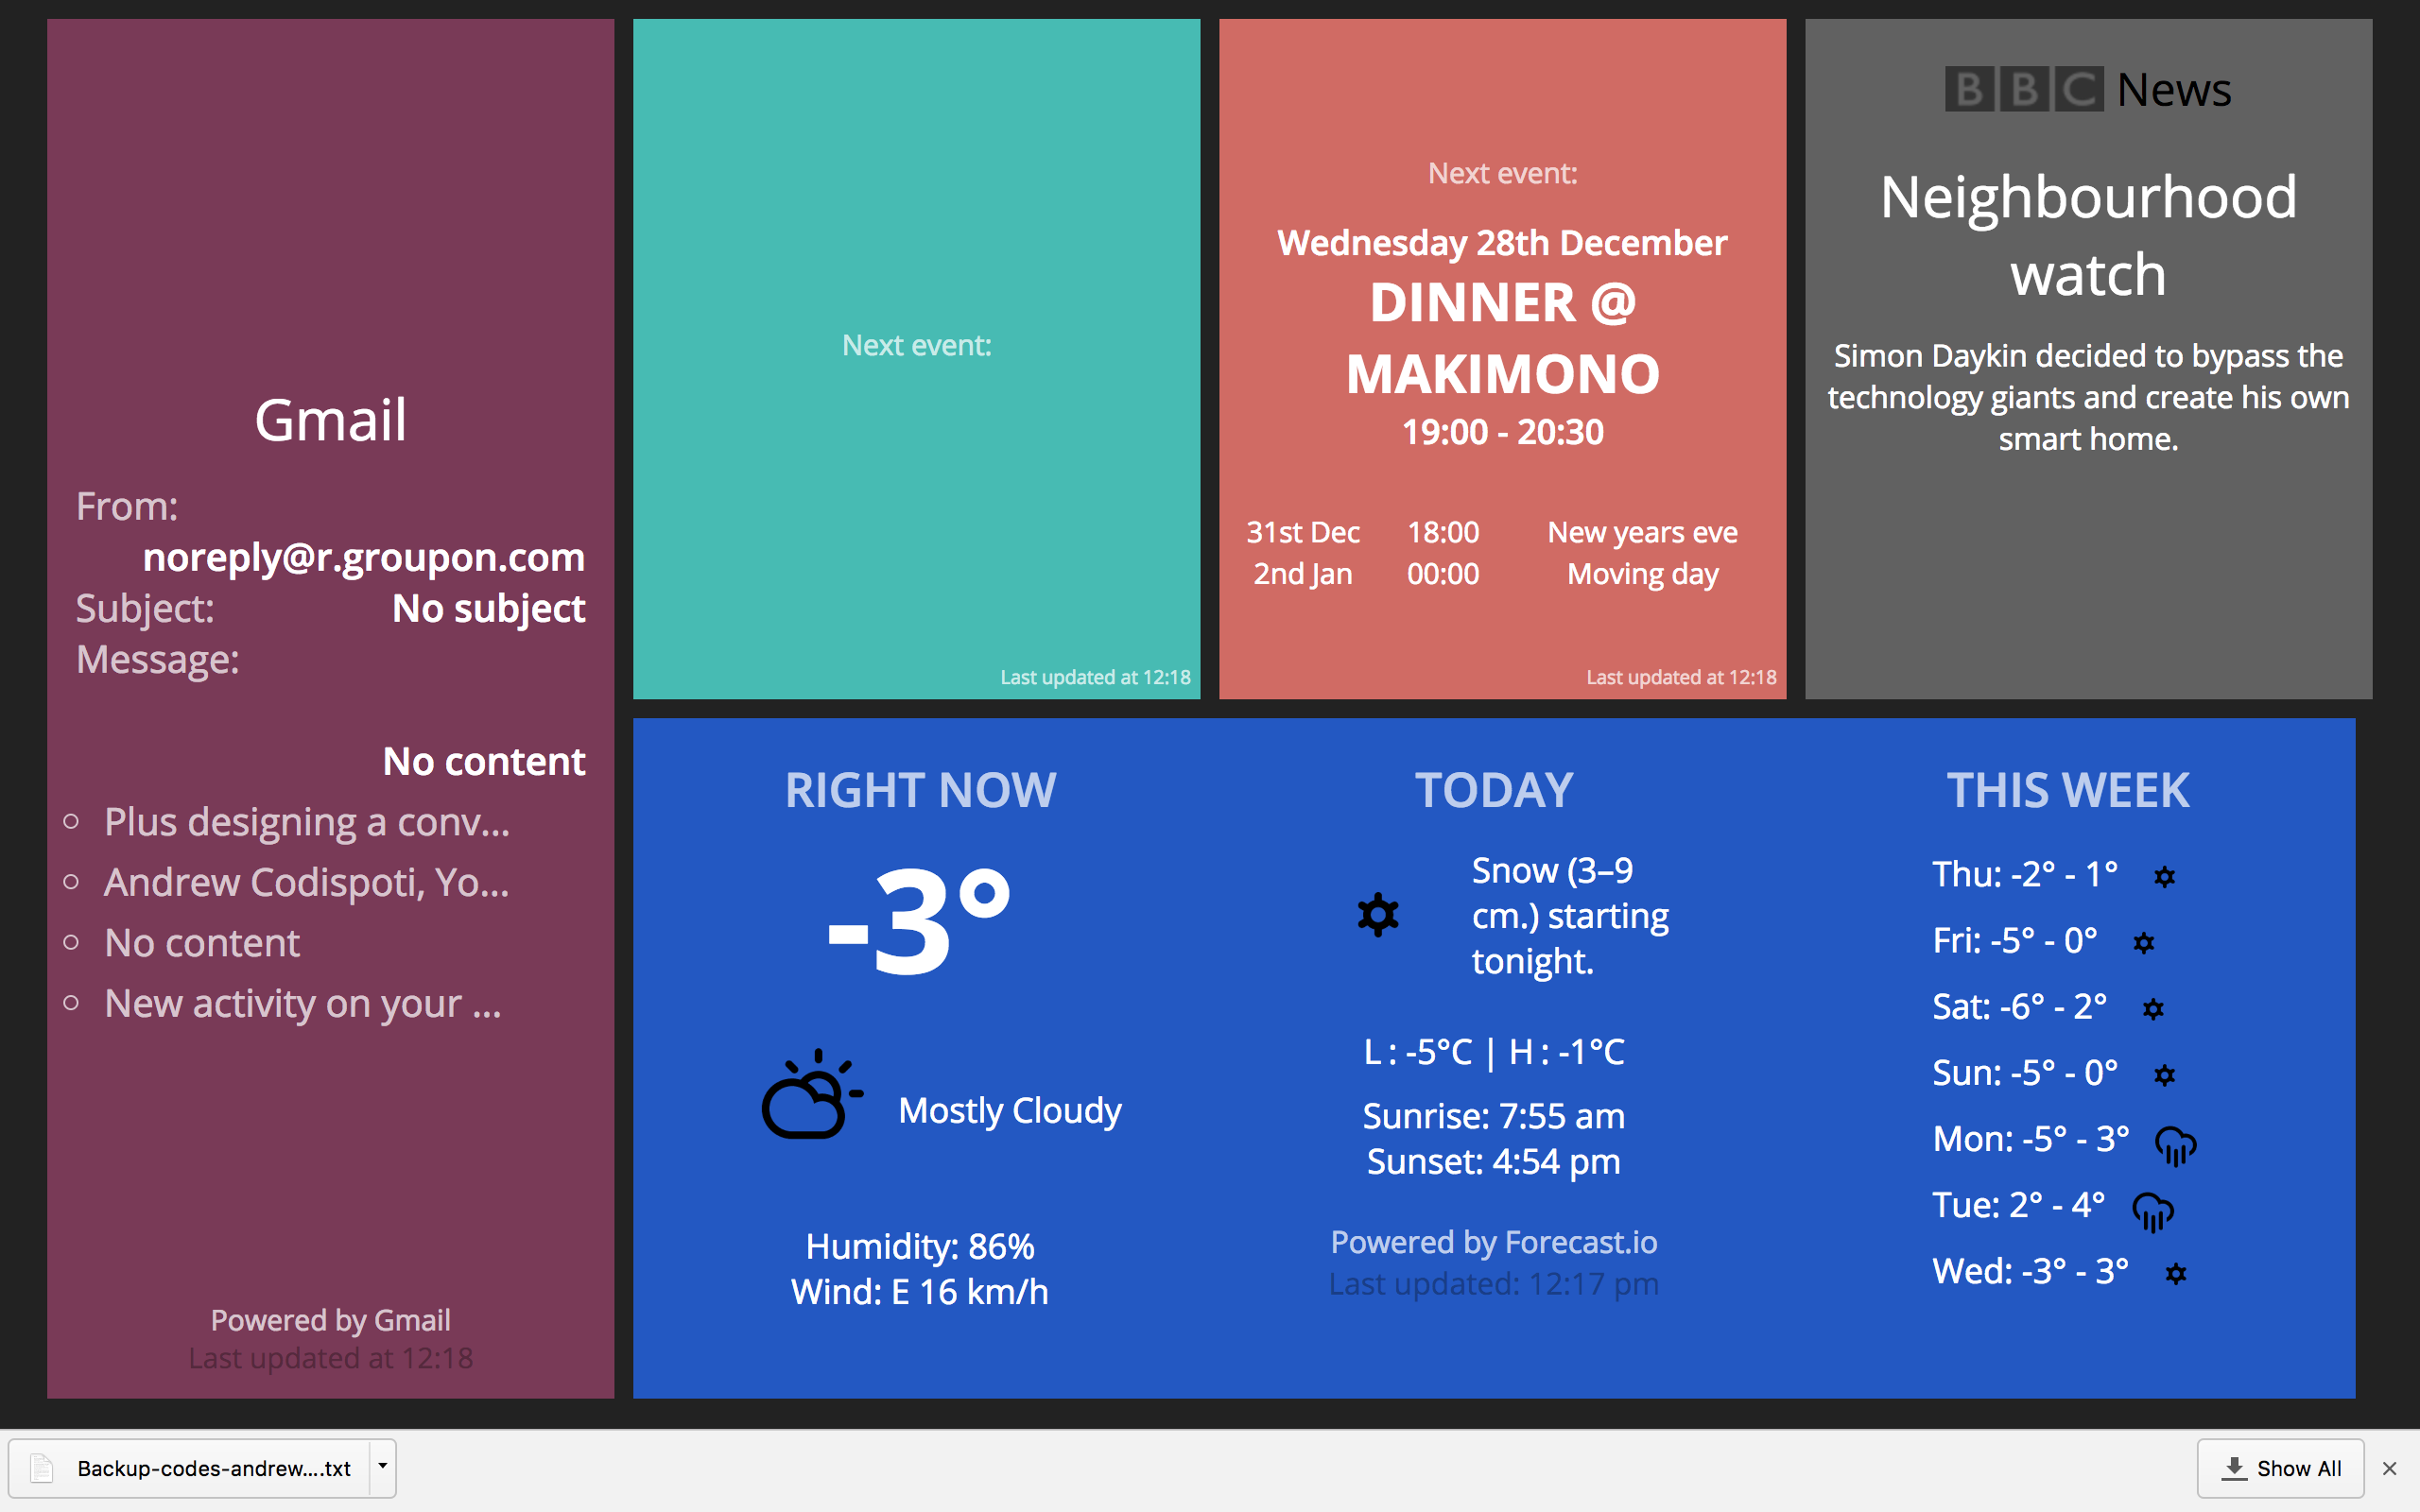 Gmail
From:
noreply@r.groupon.com
Subject: No subject
Message:
No content
Plus designing a conv...
Andrew Codispoti, Yo...
No content
New activity on your ...
Powered by Gmail
Last updated at 12:18
Next event:
Last updated at 12:18
Next event:
Wednesday 28th December
DINNER @
MAKIMONO
19:00 - 20:30
31st Dec 18:00 New years eve
2nd Jan 00:00 Moving day
Last updated at 12:18
BBC News
Neighbourhood
watch
Simon Daykin decided to bypass the
technology giants and create his own
smart home.
RIGHT NOW
-3°
Mostly Cloudy
Humidity: 86%
Wind: E 16 km/h
TODAY
Snow (3–9
cm.) starting
tonight.
L : -5°C | H : -1°C
Sunrise: 7:55 am
Sunset: 4:54 pm
Powered by Forecast.io
Last updated: 12:17 pm
THIS WEEK
Thu: -2° - 1°
Fri: -5° - 0°
Sat: -6° - 2°
Sun: -5° - 0°
Mon: -5° - 3°
Tue: 2° - 4°
Wed: -3° - 3°
Backup-codes-andrew....txt
Show All